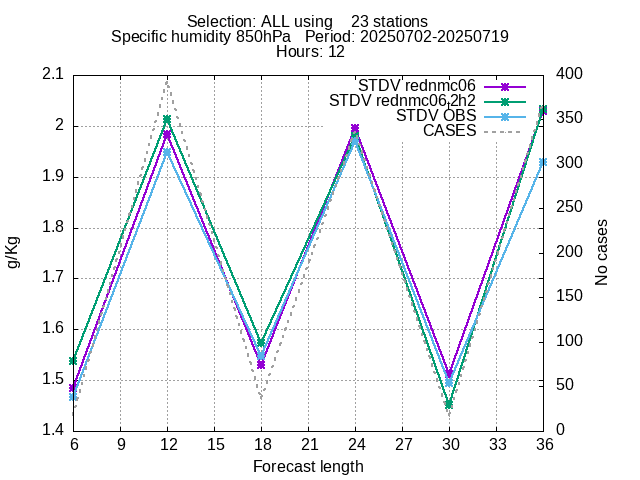 Selection: ALL using    23 stations
Specific humidity 850hPa   Period: 20250702-20250719
Hours: 12
STDV rednmc06
STDV rednmc06.2h2
STDV OBS
CASES
g/Kg
2.1
2
1.9
1.8
1.7
1.6
1.5
1.4
400
350
300
250
200
150
100
50
0
No cases
6 9 12 15 18 21 24 27 30 33 36
Forecast length